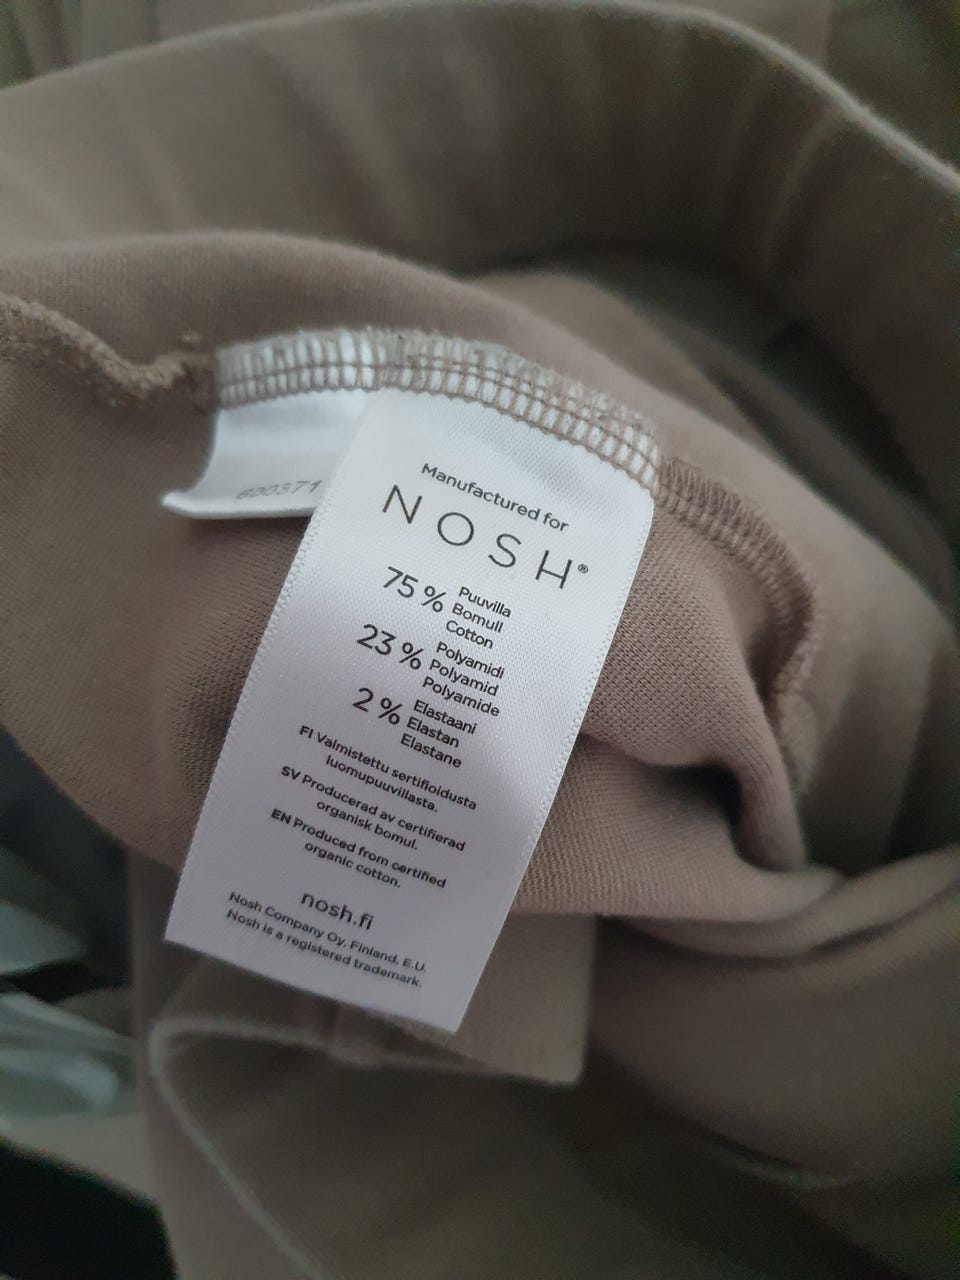 600371
Manufactured for
NOSH®
75 % Puuvilla
Bomull
Cotton
23 % Polyamidi
Polyamid
Polyamide
2 % Elastaani
Elastan
Elastane
FI Valmistettu sertifioidusta
luomupuuvillasta.
SV Producerad av certifierad
organisk bomul.
EN Produced from certified
organic cotton.
nosh.fi
Nosh Company Oy, Finland, E.U.
Nosh is a registered trademark.